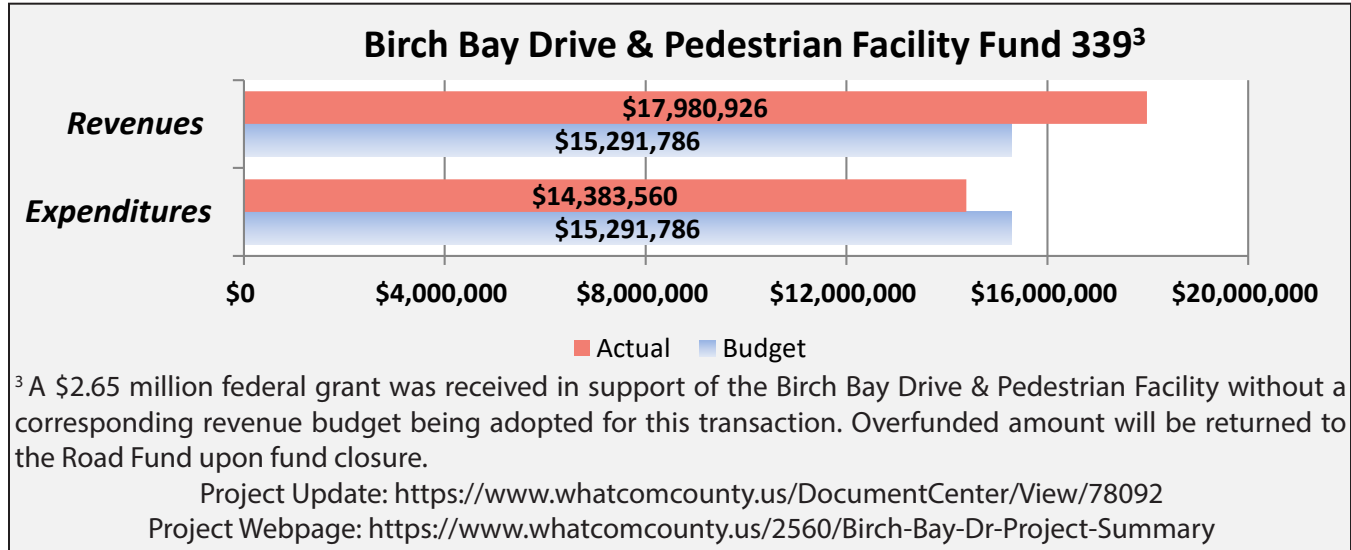 Birch Bay Drive & Pedestrian Facility Fund 339³
Revenues
$17,980,926
$15,291,786
Expenditures
$14,383,560
$15,291,786
$0 $4,000,000 $8,000,000 $12,000,000 $16,000,000 $20,000,000
Actual Budget
³ A $2.65 million federal grant was received in support of the Birch Bay Drive & Pedestrian Facility without a
corresponding revenue budget being adopted for this transaction. Overfunded amount will be returned to
the Road Fund upon fund closure.
Project Update: https://www.whatcomcounty.us/DocumentCenter/View/78092
Project Webpage: https://www.whatcomcounty.us/2560/Birch-Bay-Dr-Project-Summary